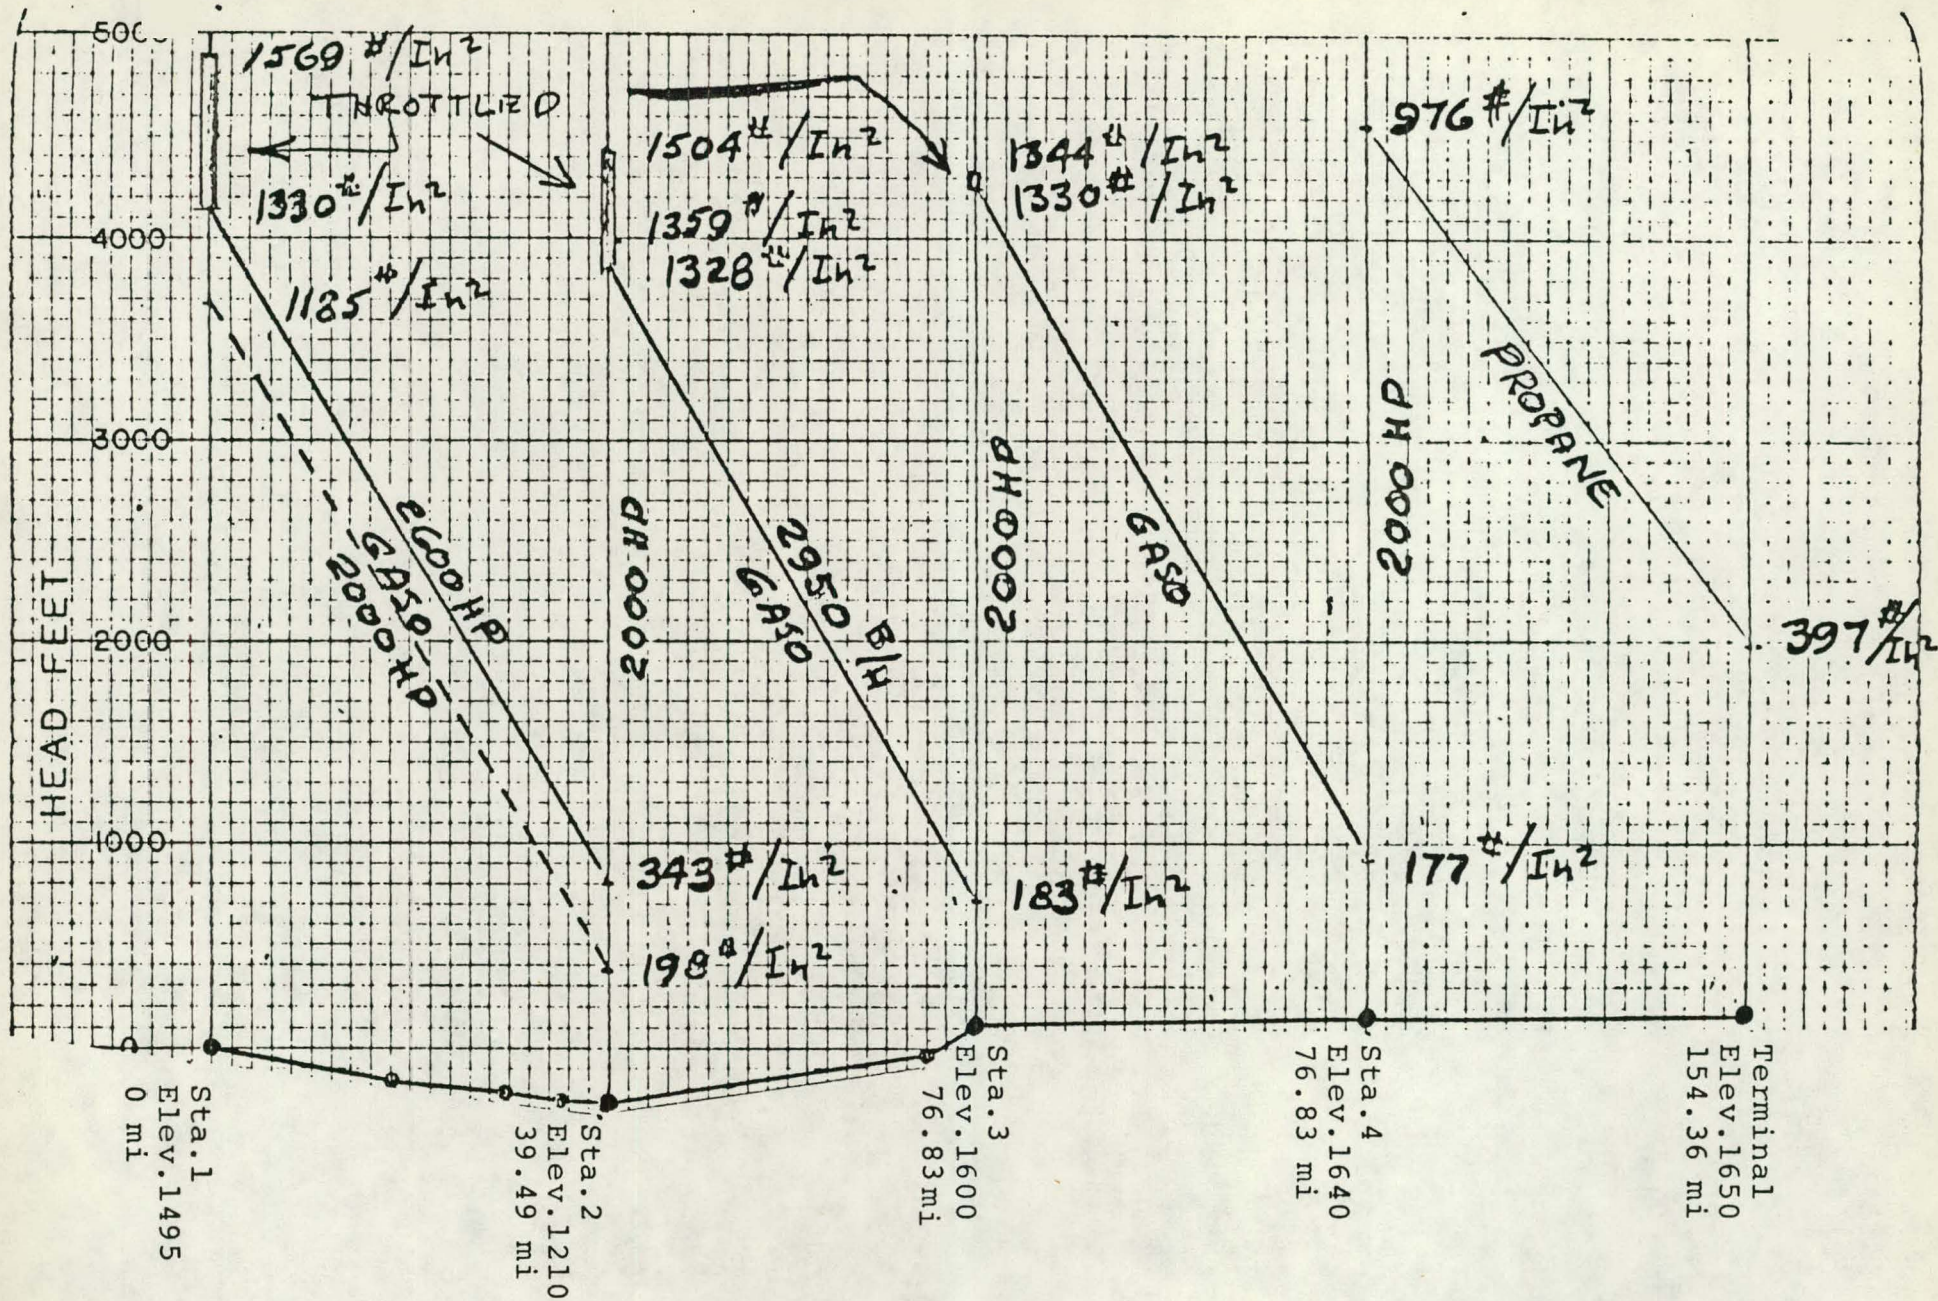 500
1569 #/In²
THROTTLED
1504 #/In²
1344 #/In²
976 #/In²
1330 #/In²
1330 #/In²
1359 #/In²
4000
1328 #/In²
1185 #/In²
PROPANE
3000
2000 HP
2000 HP
2000 HP
2600 HP
GASO
2000 HP
2950 B/H
GASO
GASO
HEAD FEET
2000
397 #/In²
1000
343 #/In²
183 #/In²
177 #/In²
198 #/In²
0
Sta.1
Elev.1495
0 mi
Sta.2
Elev.1210
39.49 mi
Sta.3
Elev.1600
76.83 mi
Sta.4
Elev.1640
76.83 mi
Terminal
Elev.1650
154.36 mi